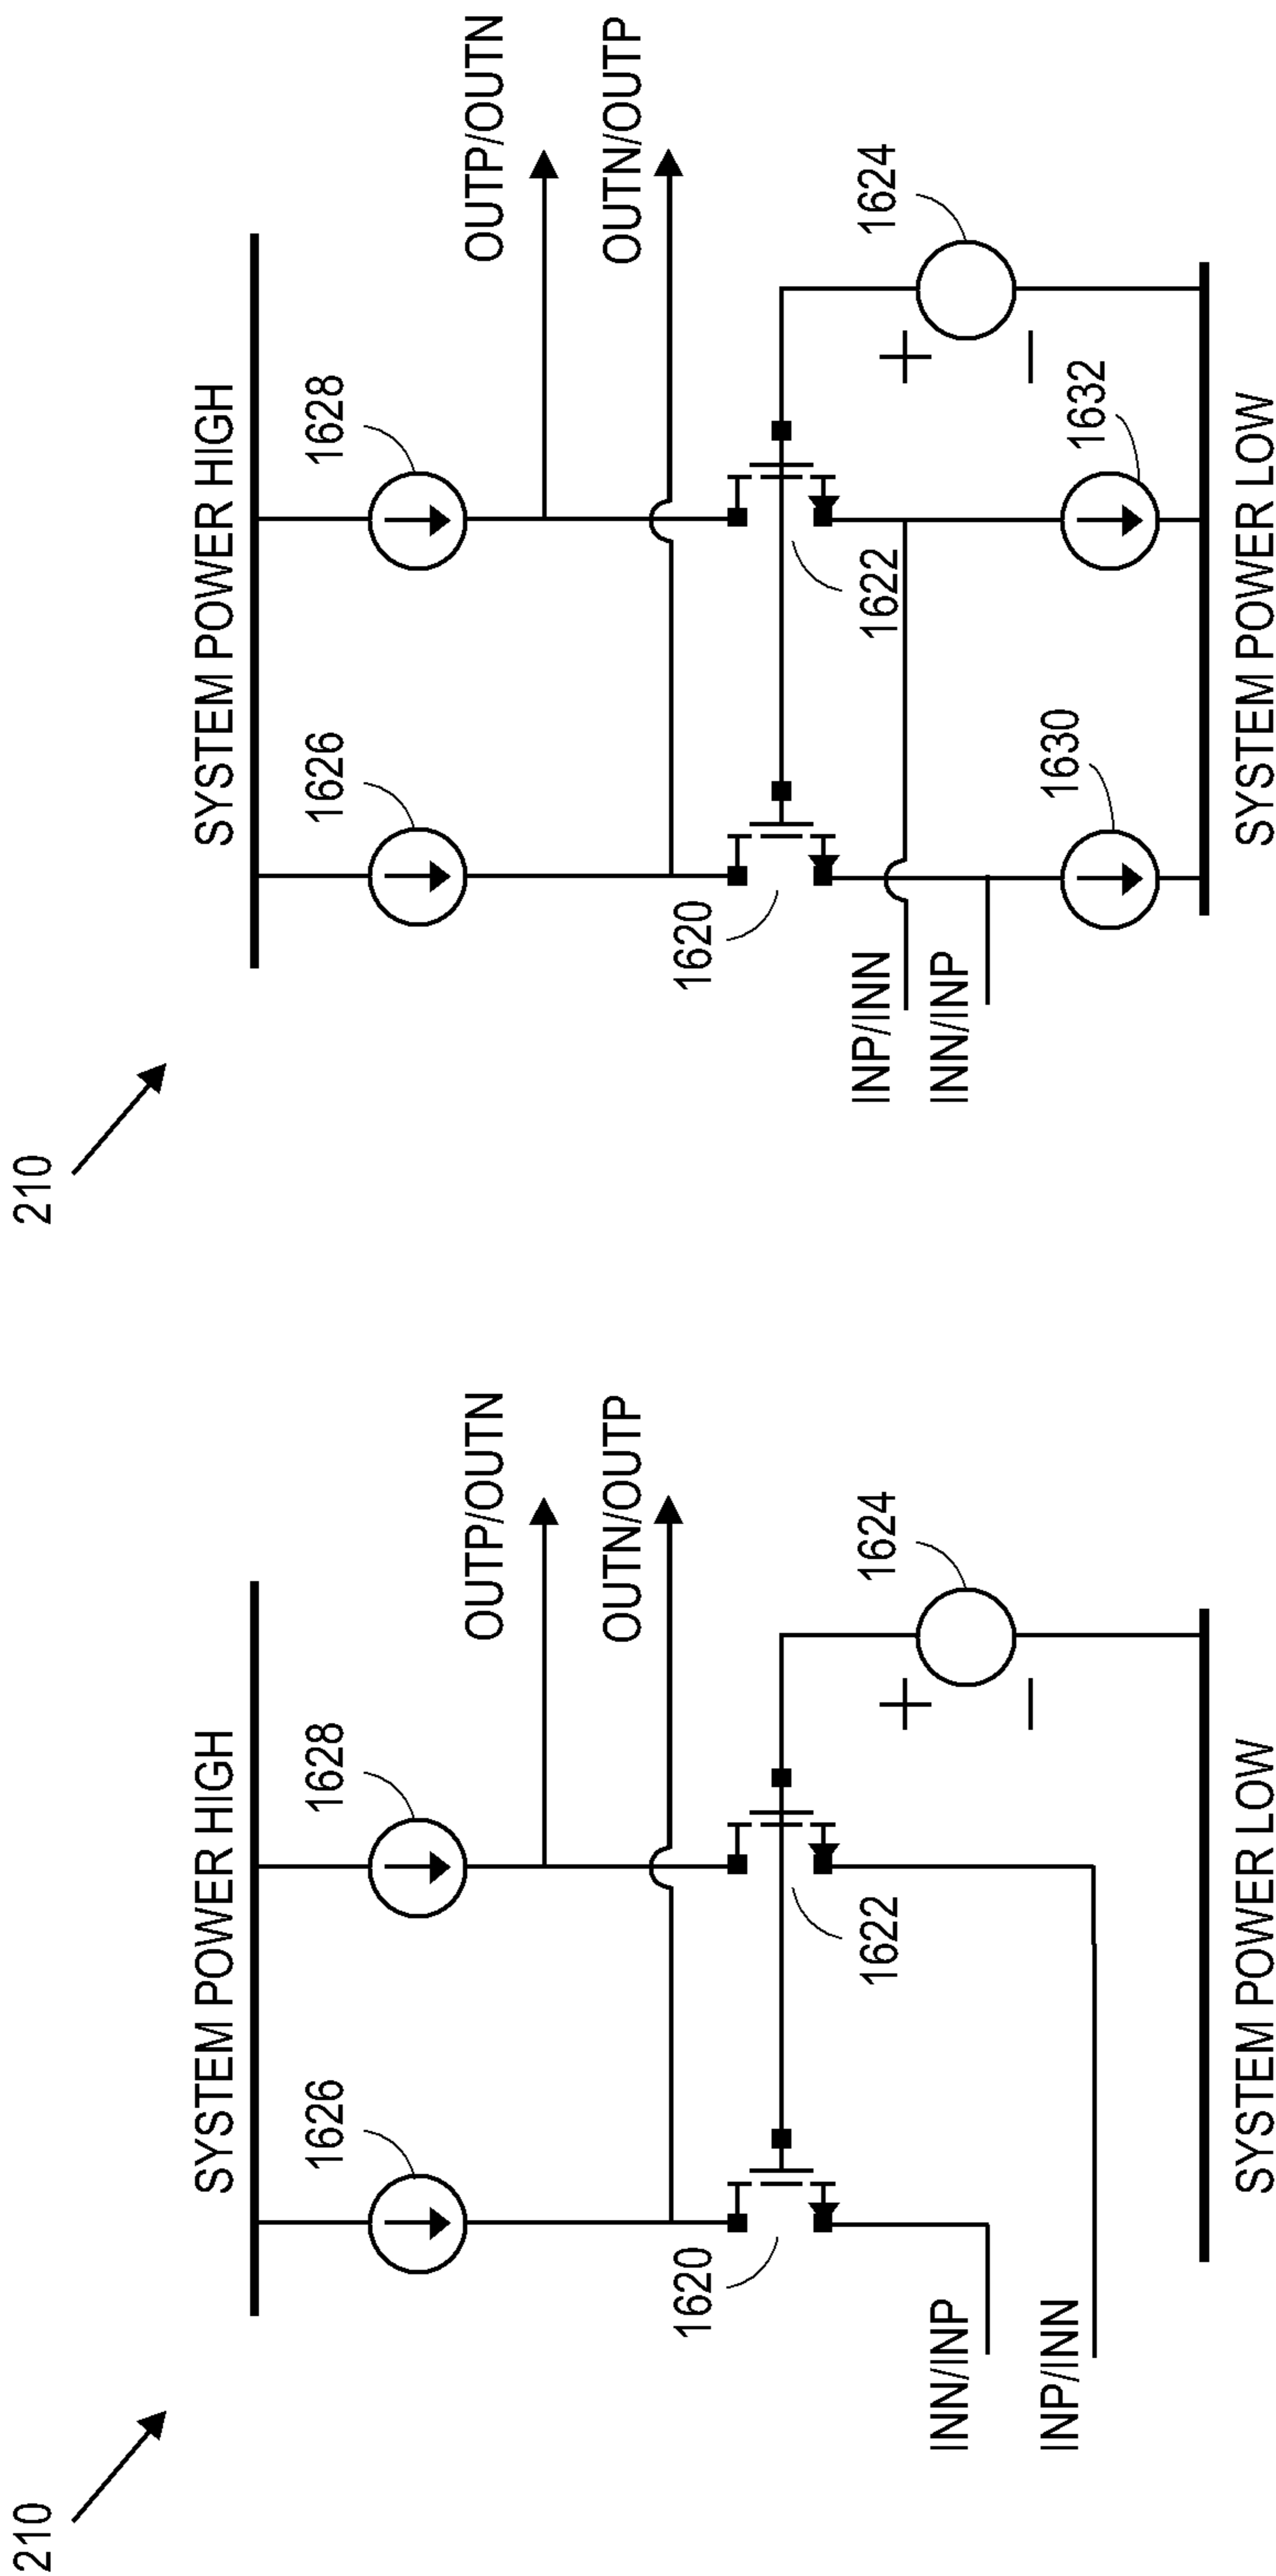 210
SYSTEM POWER HIGH
1626
1628
OUTP/OUTN
OUTN/OUTP
1620
1622
1624
+
−
INN/INP
INP/INN
SYSTEM POWER LOW
210
SYSTEM POWER HIGH
1626
1628
OUTP/OUTN
OUTN/OUTP
1620
1622
1624
+
−
INP/INN
INN/INP
1630
1632
SYSTEM POWER LOW